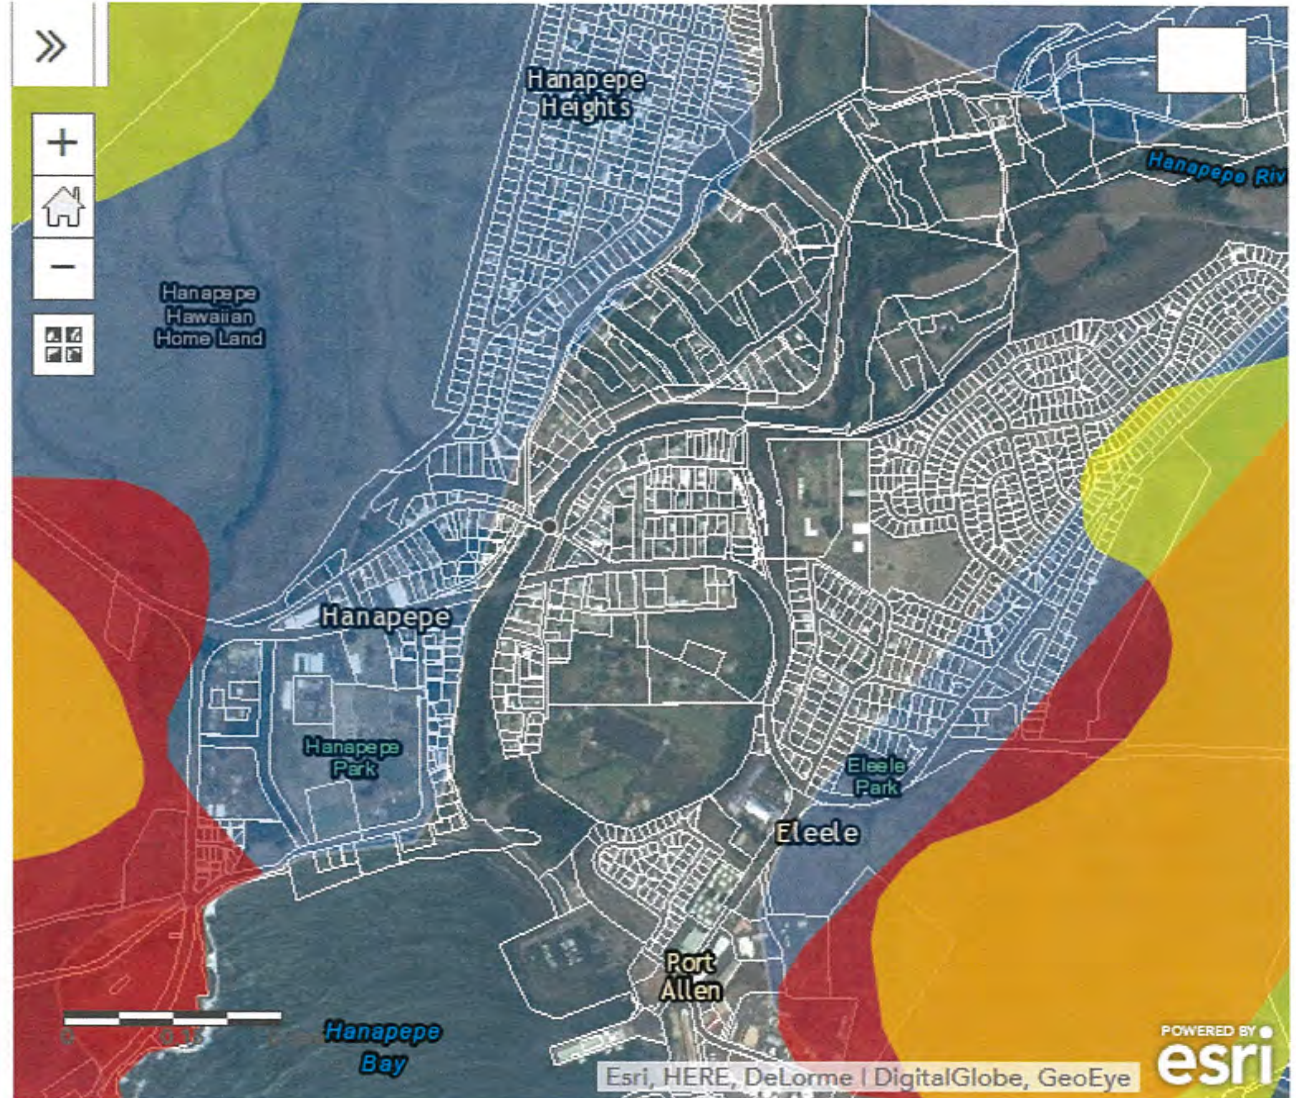 Hanapepe
Heights
Hanapepe Riv
Hanapepe
Hawaiian
Home Land
Hanapepe
Hanapepe
Park
Eleele
Park
Eleele
Port
Allen
Hanapepe
Bay
0
POWERED BY
esri
Esri, HERE, DeLorme | DigitalGlobe, GeoEye